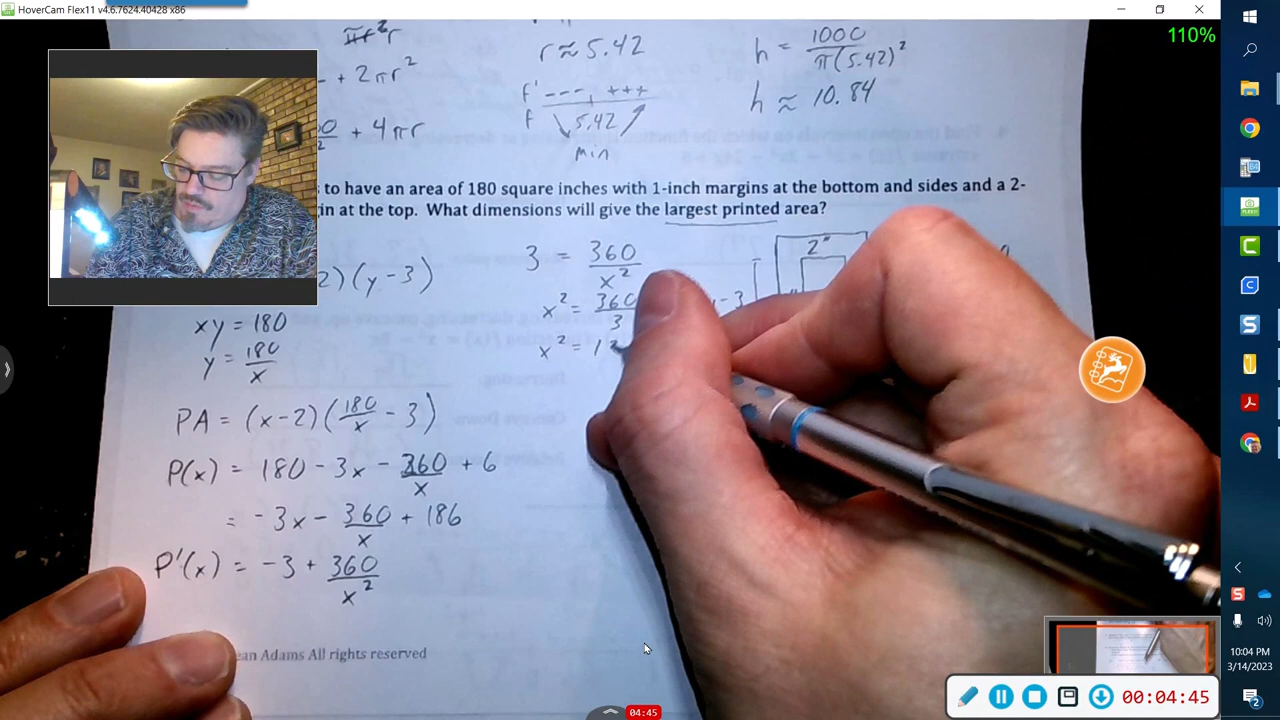 HoverCam Flex11 v4.6.7624.40428 x86
110%
r ≈ 5.42
h = 1000 / π(5.42)²
+ 2πr²
f' ---, +++
h ≈ 10.84
f 5.42
+ 4πr
min
to have an area of 180 square inches with 1-inch margins at the bottom and sides and a 2-
in at the top. What dimensions will give the largest printed area?
2)(y-3)
3 = 360 / x²
2"
xy = 180
x² = 360 / 3
y-3
y = 180 / x
x² = 1
PA = (x-2)(180/x - 3)
P(x) = 180 - 3x - 360/x + 6
= -3x - 360/x + 186
P'(x) = -3 + 360/x²
ean Adams All rights reserved
10:04 PM
3/14/2023
00:04:45
04:45